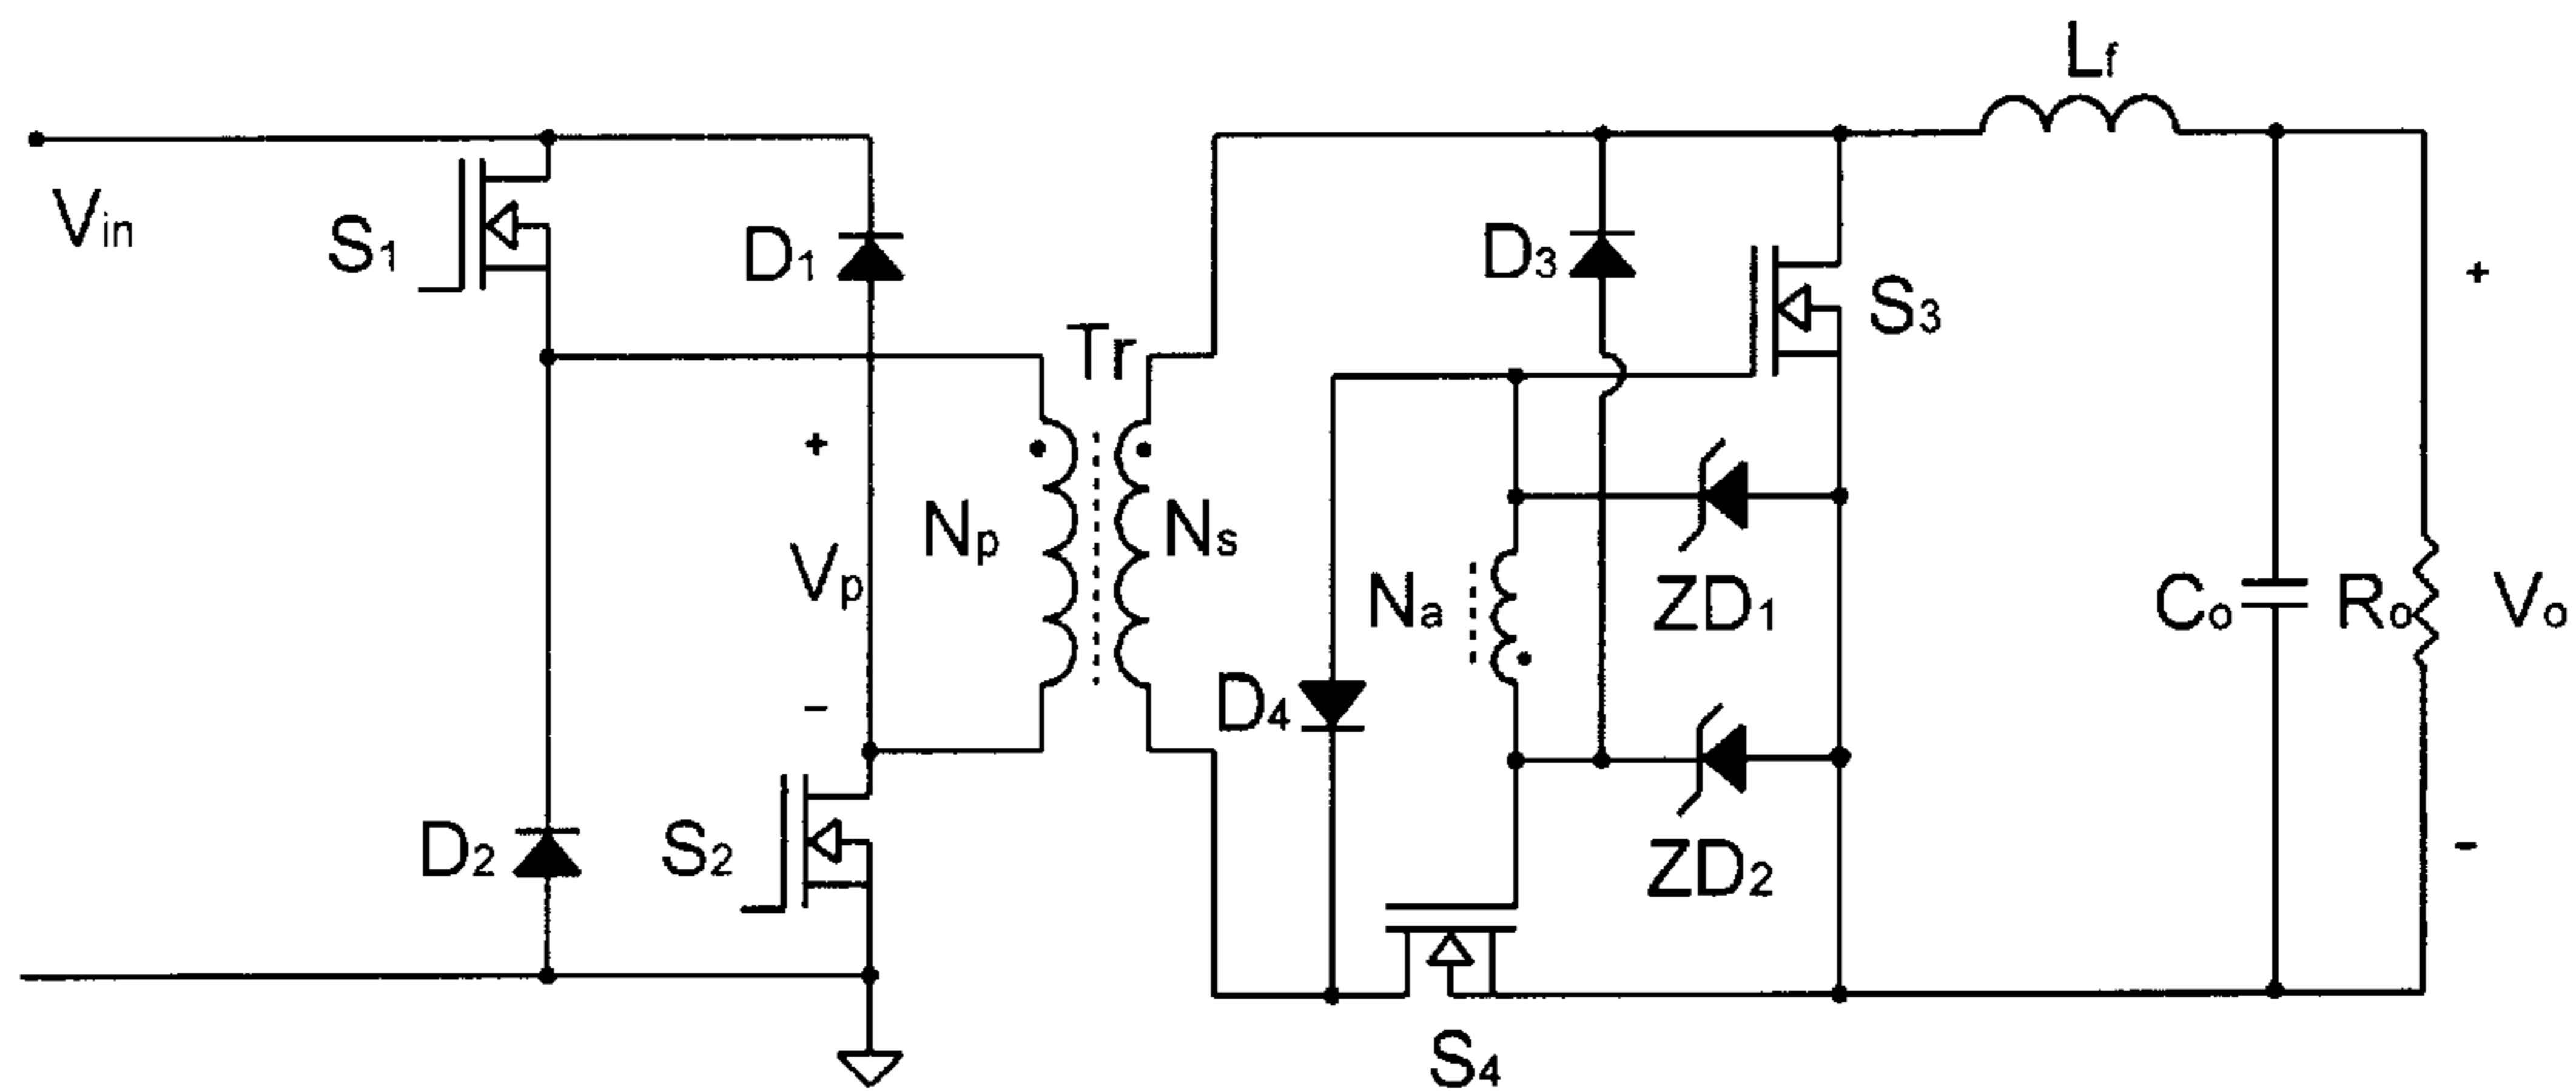 Lf
Vin
S1
D1
D3
S3
+
Tr
+
Np
Ns
Vp
Na
ZD1
Co
Ro
Vo
D4
-
D2
S2
ZD2
-
S4